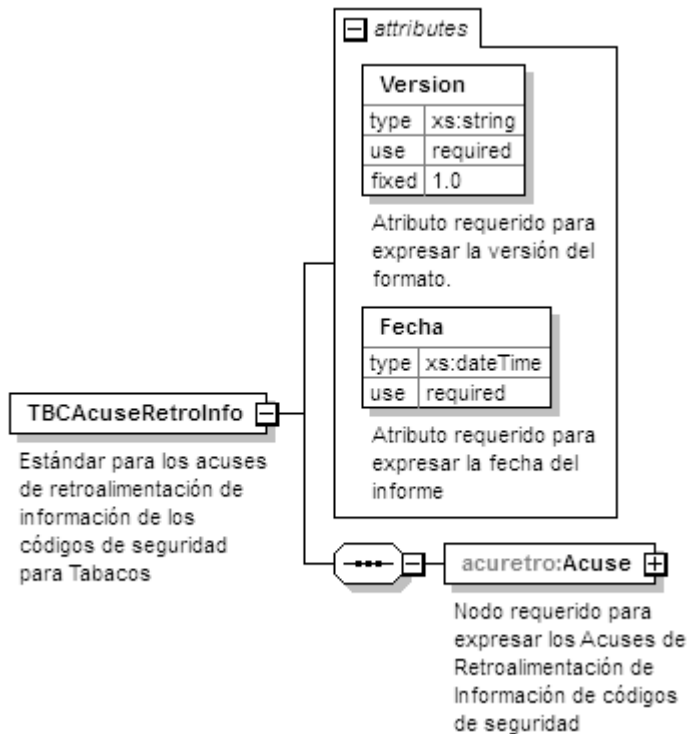 attributes
Version
type xs:string
use required
fixed 1.0
Atributo requerido para
expresar la versión del
formato.
Fecha
type xs:dateTime
use required
Atributo requerido para
expresar la fecha del
informe
TBCAcuseRetroInfo
Estándar para los acuses
de retroalimentación de
información de los
códigos de seguridad
para Tabacos
acuretro:Acuse
Nodo requerido para
expresar los Acuses de
Retroalimentación de
Información de códigos
de seguridad